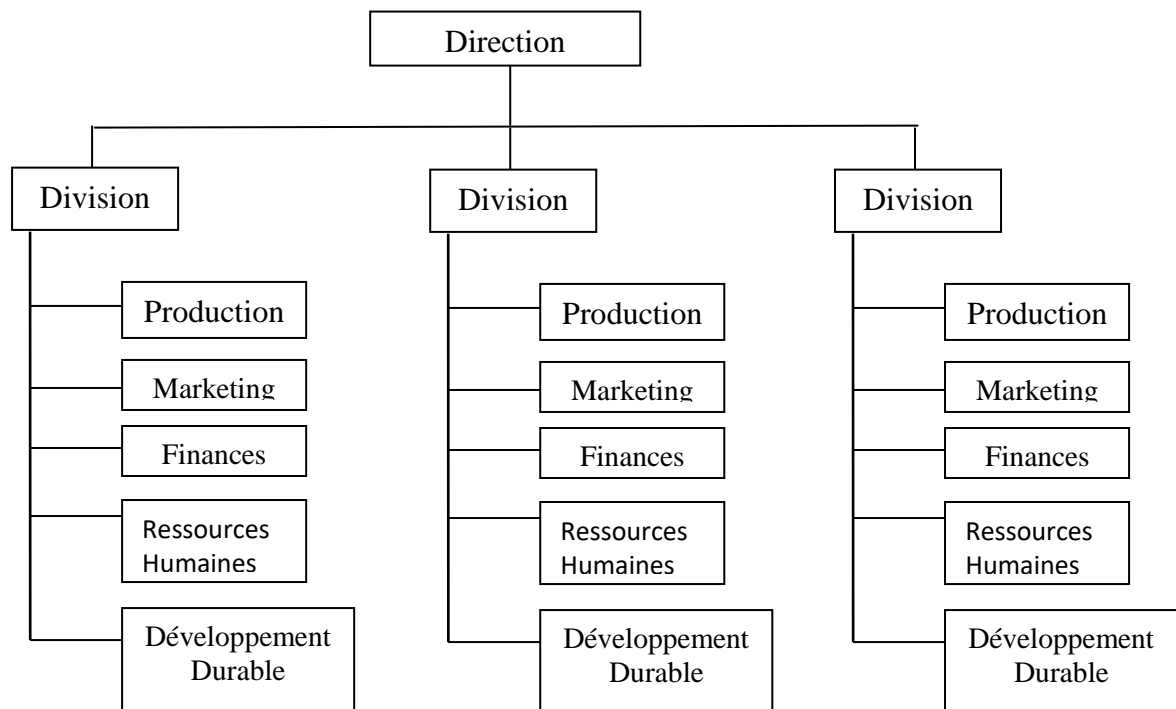 Direction
Division
Division
Division
Production
Marketing
Finances
Ressources
Humaines
Développement
Durable
Production
Marketing
Finances
Ressources
Humaines
Développement
Durable
Production
Marketing
Finances
Ressources
Humaines
Développement
Durable